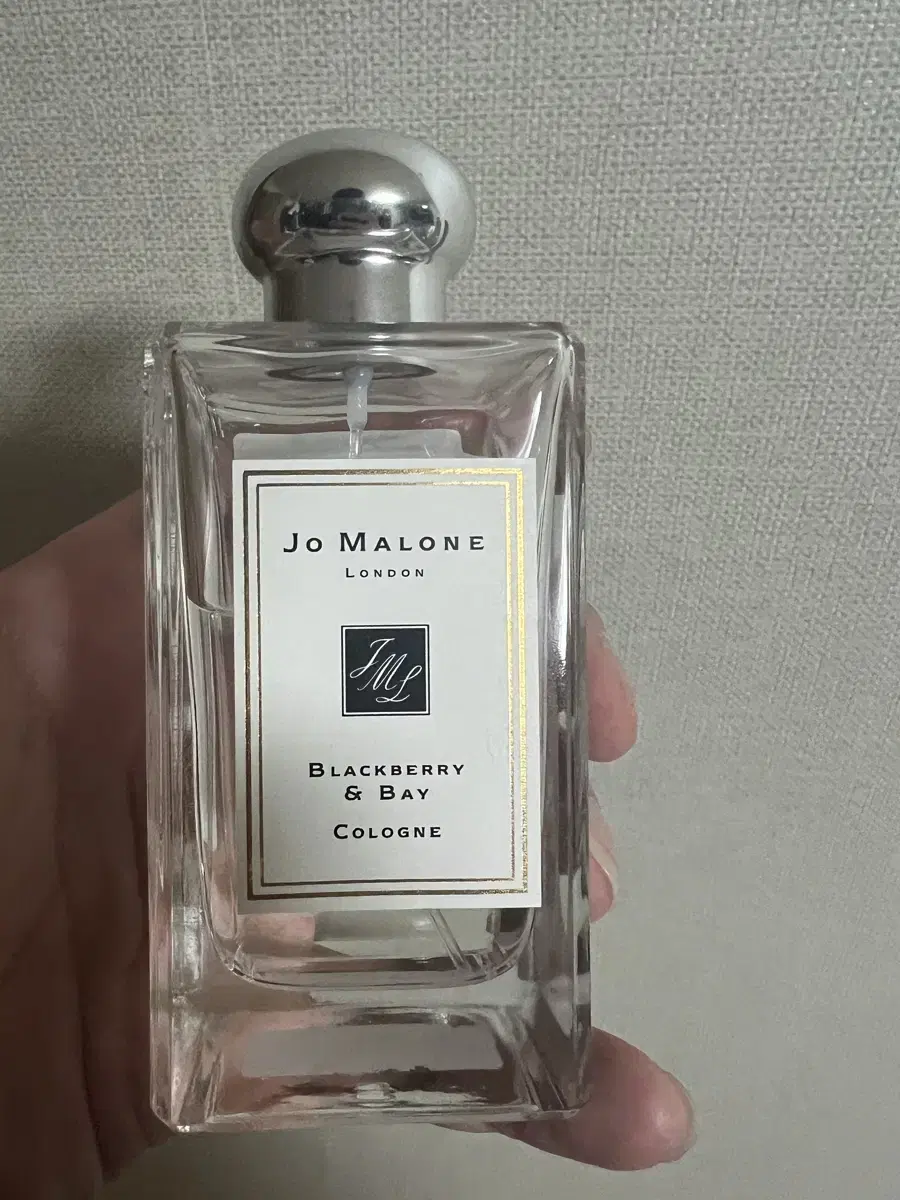 Jo Malone
London
JML
Blackberry
& Bay
Cologne